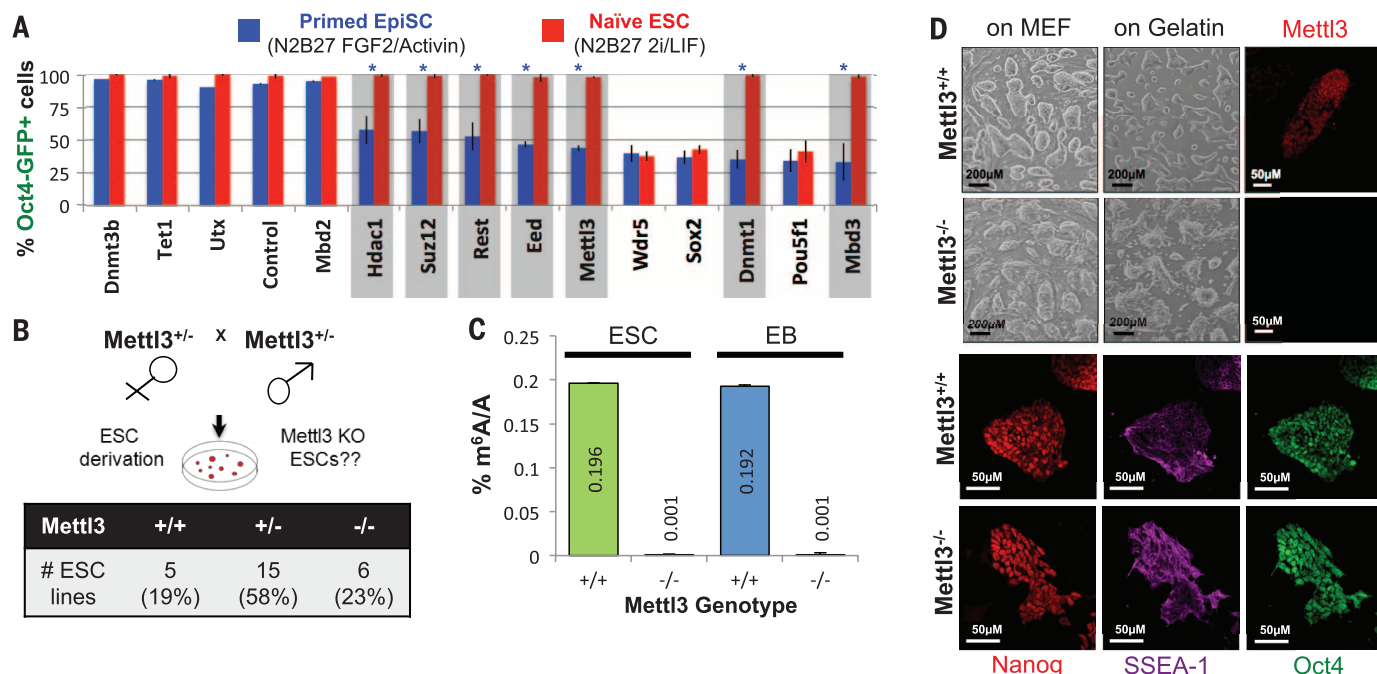 A
Primed EpiSC
(N2B27 FGF2/Activin)
Naïve ESC
(N2B27 2i/LIF)
% Oct4-GFP+ cells
100
75
50
25
0
* * * * * * *
Dnmt3b
Tet1
Utx
Control
Mbd2
Hdac1
Suz12
Rest
Eed
Mettl3
Wdr5
Sox2
Dnmt1
Pou5f1
Mbd3
B
Mettl3+/- x Mettl3+/-
ESC
derivation
Mettl3 KO
ESCs??
Mettl3 +/+ +/- -/-
# ESC
lines
5
(19%)
15
(58%)
6
(23%)
C
ESC EB
% m⁶A/A
0.25
0.2
0.15
0.1
0.05
0
0.196
0.001
0.192
0.001
+/+ -/- +/+ -/-
Mettl3 Genotype
D
on MEF on Gelatin Mettl3
Mettl3+/+
200µM 200µM 50µM
Mettl3-/-
200µM 200µM 50µM
Mettl3+/+
50µM 50µM 50µM
Mettl3-/-
50µM 50µM 50µM
Nanog SSEA-1 Oct4